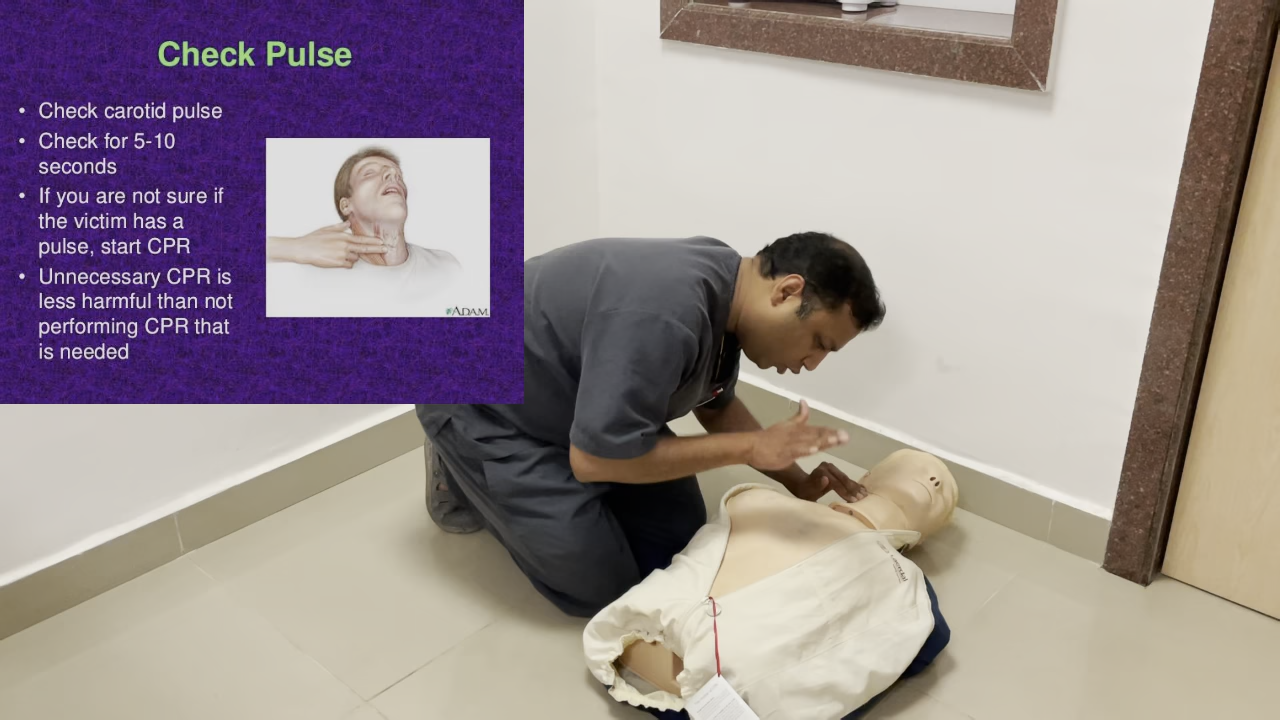 Check Pulse
• Check carotid pulse
• Check for 5-10
seconds
• If you are not sure if
the victim has a
pulse, start CPR
• Unnecessary CPR is
less harmful than not
performing CPR that
is needed
ADAM